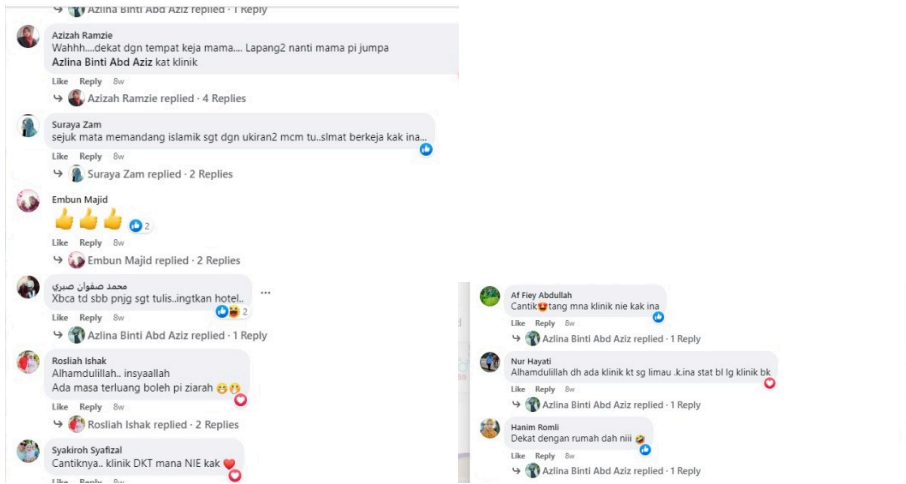 Azlina Binti Abd Aziz replied · 1 Reply
Azizah Ramzie
Wahhh....dekat dgn tempat keja mama.... Lapang2 nanti mama pi jumpa
Azlina Binti Abd Aziz kat klinik
Like Reply 8w
Azizah Ramzie replied · 4 Replies
Suraya Zam
sejuk mata memandang islamik sgt dgn ukiran2 mcm tu..slmat berkeja kak ina...
Like Reply 8w
Suraya Zam replied · 2 Replies
Embun Majid
👍👍👍 2
Like Reply 8w
Embun Majid replied · 2 Replies
محمد صفوان صبري
Xbca td sbb pnjg sgt tulis..ingtkan hotel..
2
Like Reply 8w
Azlina Binti Abd Aziz replied · 1 Reply
Rosliah Ishak
Alhamdulillah.. insyaallah
Ada masa terluang boleh pi ziarah 😁😁
Like Reply 8w
Rosliah Ishak replied · 2 Replies
Syakiroh Syafizal
Cantiknya.. klinik DKT mana NIE kak ♥
Like Reply 8w
Af Fiey Abdullah
Cantik😍tang mna klinik nie kak ina
Like Reply 8w
Azlina Binti Abd Aziz replied · 1 Reply
Nur Hayati
Alhamdulillah dh ada klinik kt sg limau .k.ina stat bl lg klinik bk
Like Reply 8w
Azlina Binti Abd Aziz replied · 1 Reply
Hanim Romli
Dekat dengan rumah dah niii 🤣
Like Reply 8w
Azlina Binti Abd Aziz replied · 1 Reply